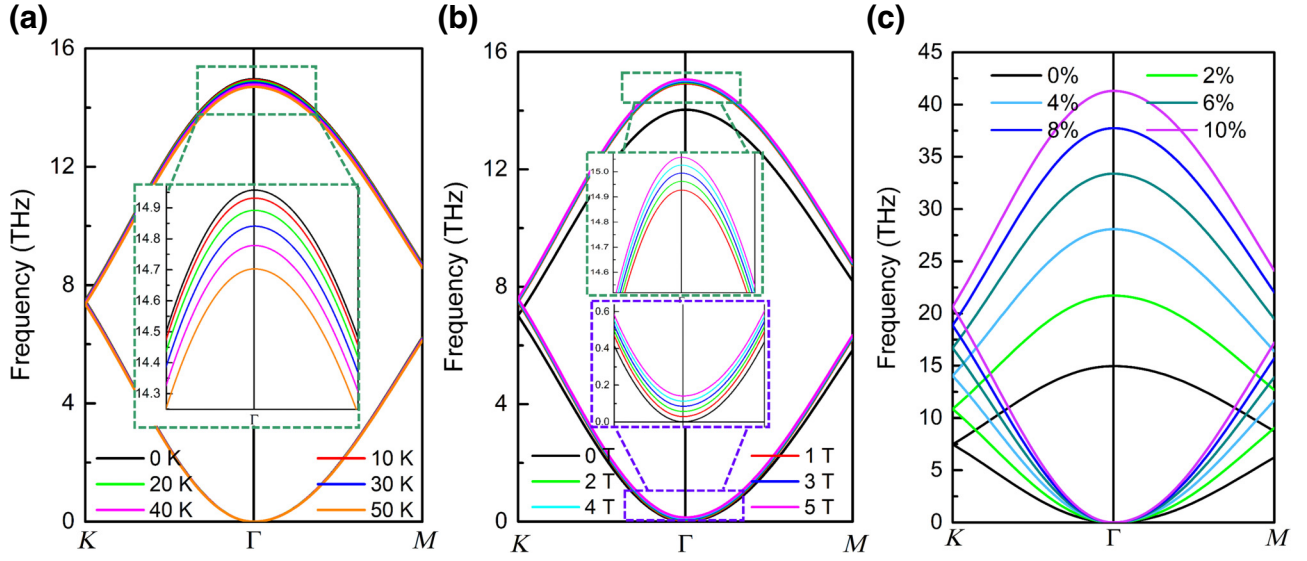 (a)
Frequency (THz)
16
12
8
4
0
14.9
14.8
14.7
14.6
14.5
14.4
14.3
Γ
0 K 10 K
20 K 30 K
40 K 50 K
K Γ M
(b)
Frequency (THz)
16
12
8
4
0
15.0
14.9
14.8
14.7
14.6
0.6
0.4
0.2
0.0
0 T 1 T
2 T 3 T
4 T 5 T
K Γ M
(c)
Frequency (THz)
45
40
35
30
25
20
15
10
5
0
0% 2%
4% 6%
8% 10%
K Γ M